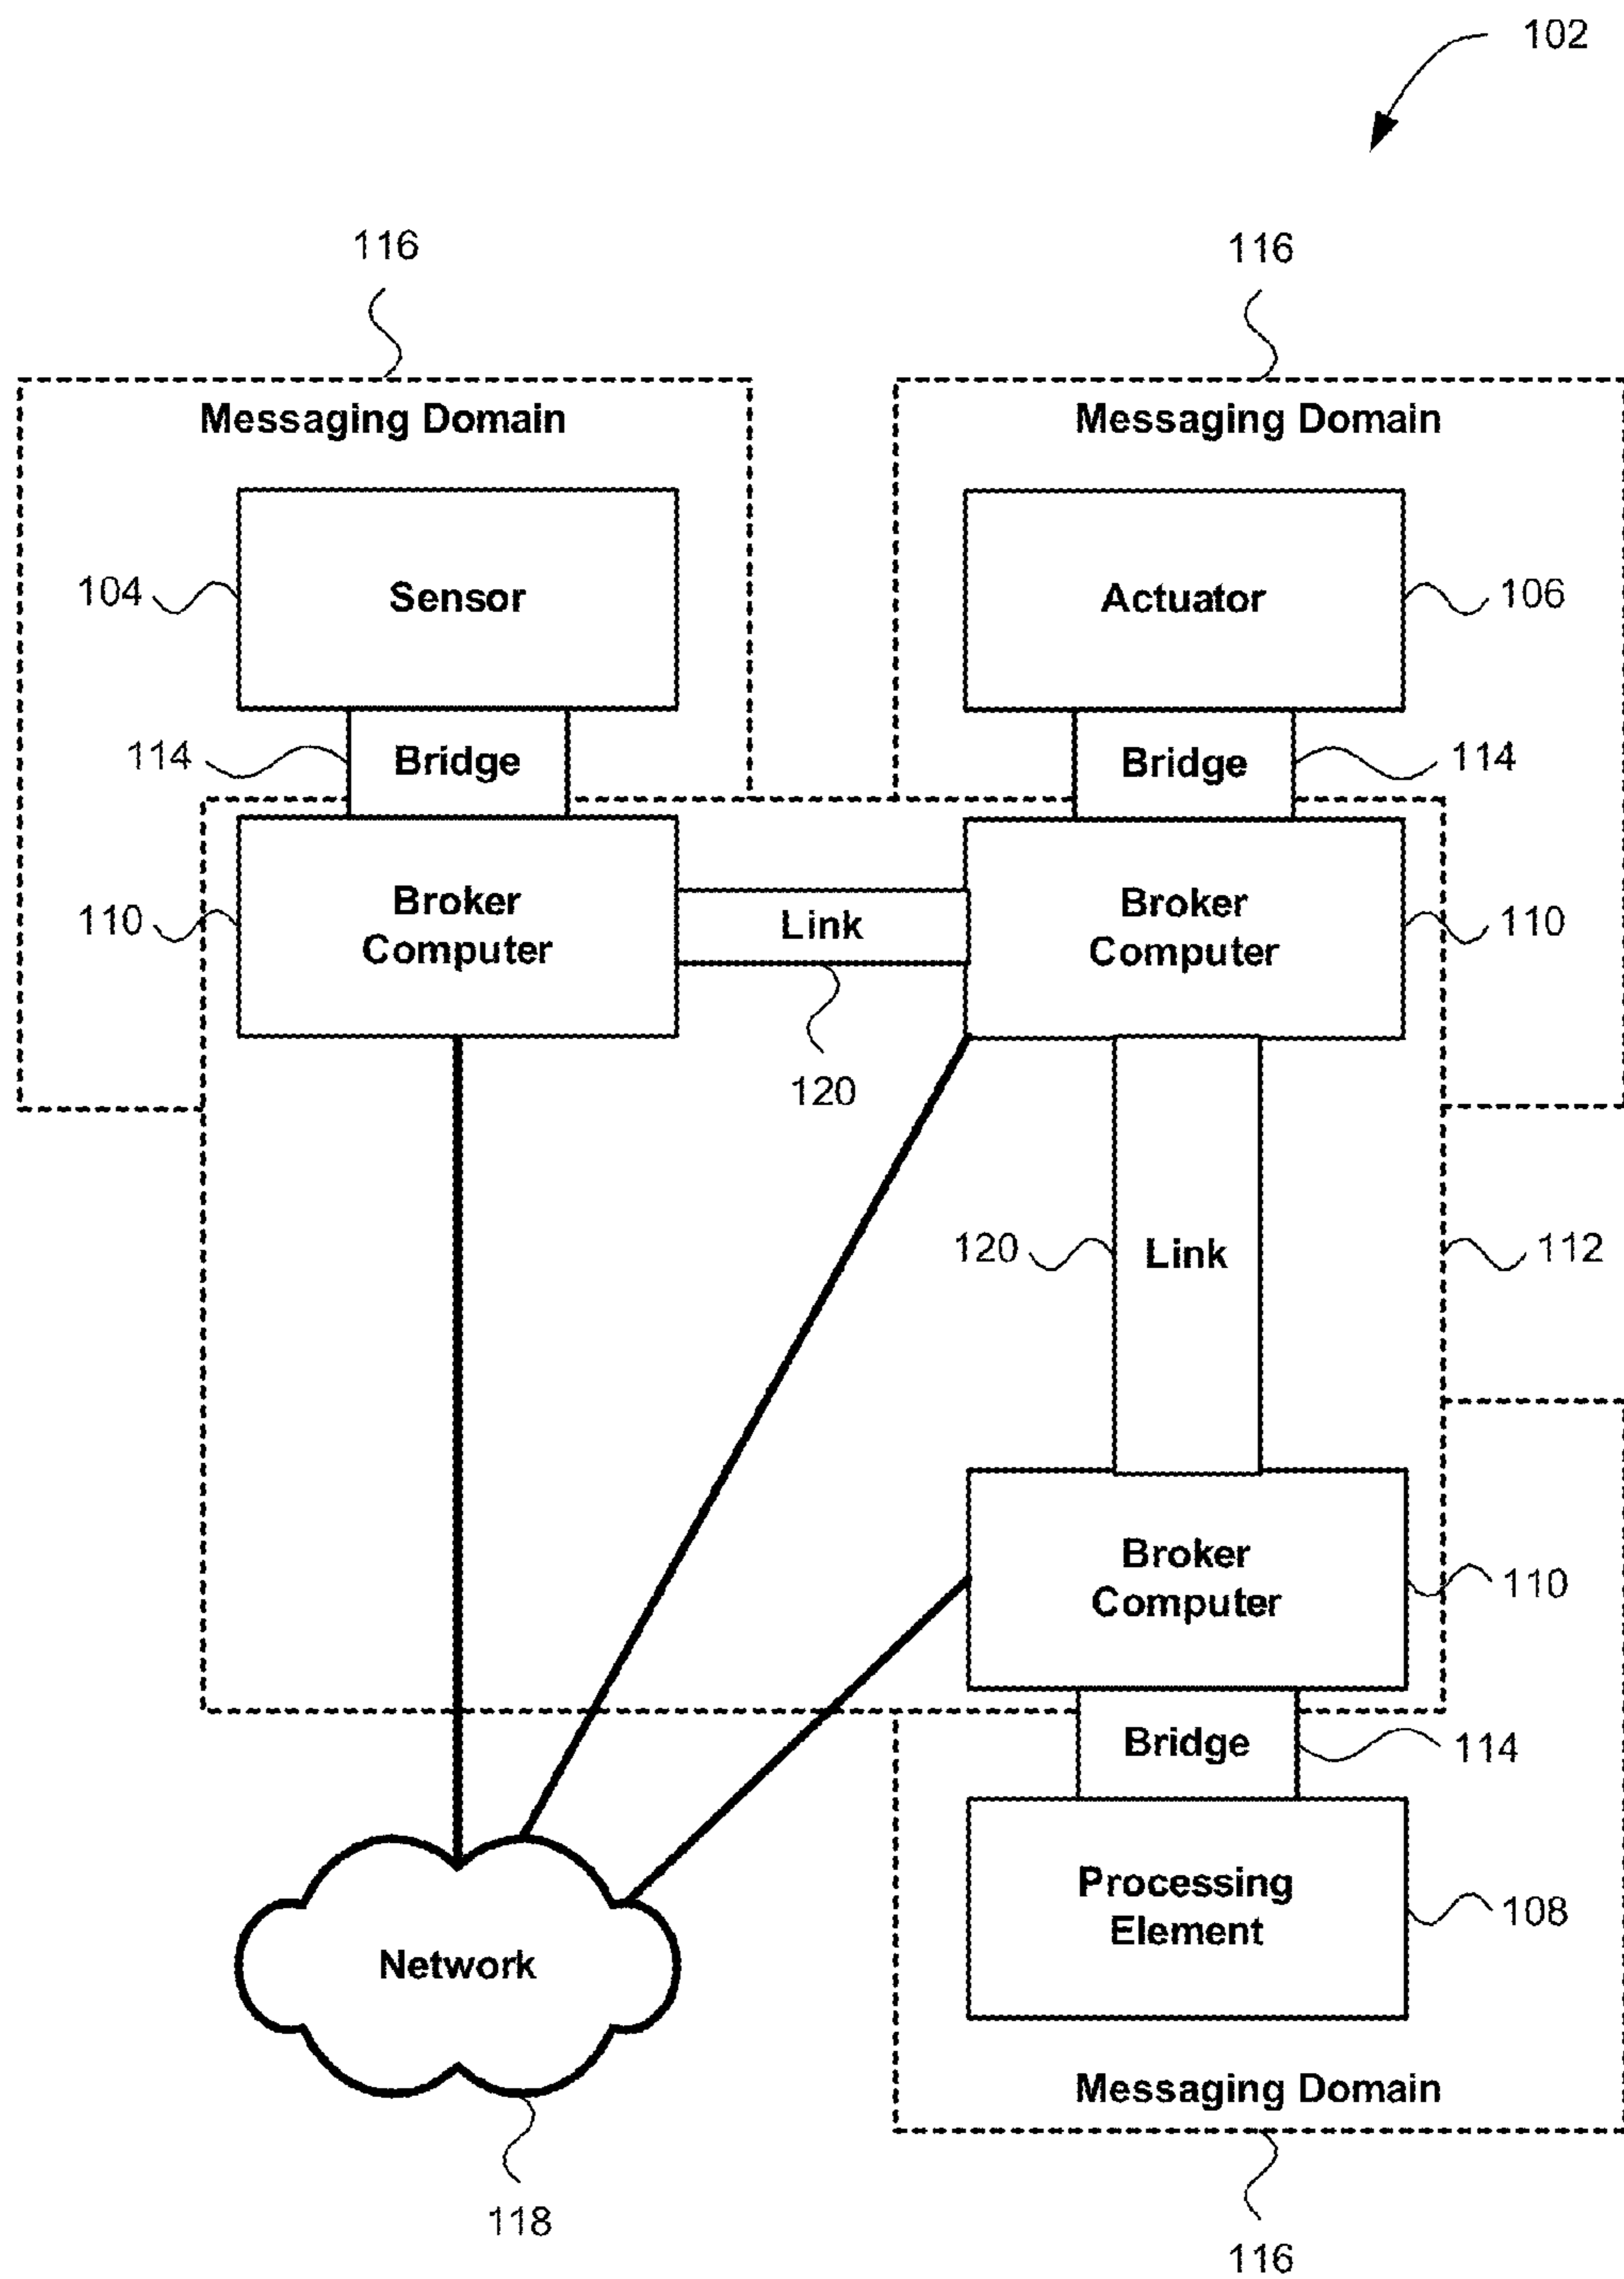 102
116
116
Messaging Domain
Messaging Domain
104
Sensor
Actuator
106
114
Bridge
Bridge
114
110
Broker
Computer
Link
Broker
Computer
110
120
120
Link
112
Broker
Computer
110
Bridge
114
Processing
Element
108
Network
Messaging Domain
118
116